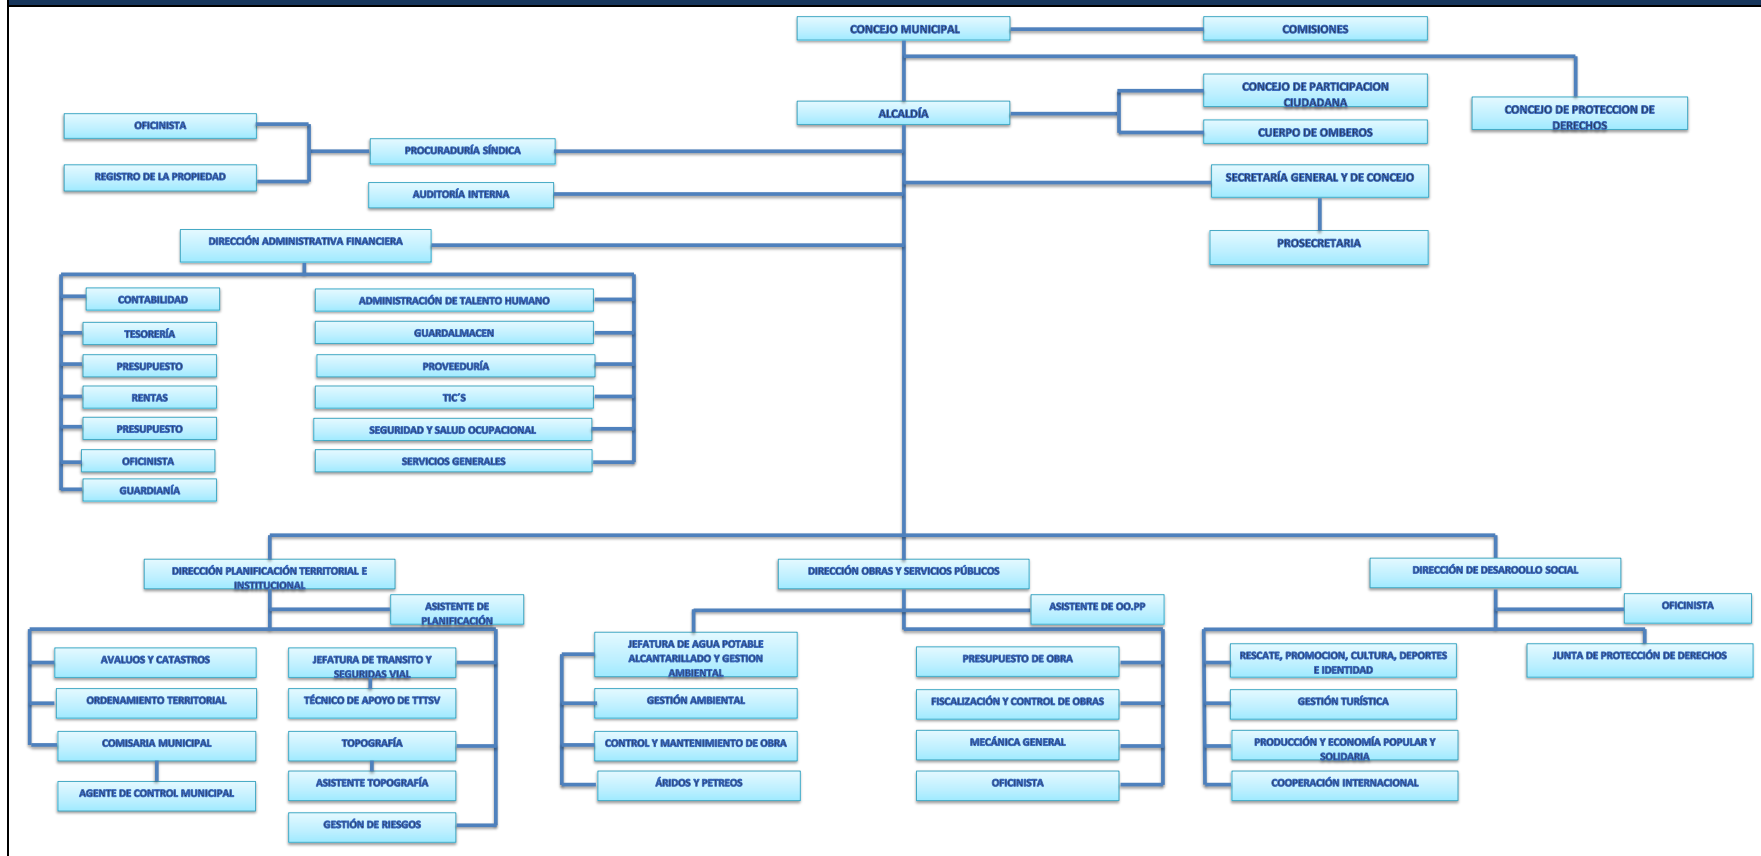 CONCEJO MUNICIPAL
COMISIONES
CONCEJO DE PARTICIPACION
CIUDADANA
CONCEJO DE PROTECCION DE
DERECHOS
ALCALDÍA
CUERPO DE OMBEROS
OFICINISTA
PROCURADURÍA SÍNDICA
REGISTRO DE LA PROPIEDAD
AUDITORÍA INTERNA
SECRETARÍA GENERAL Y DE CONCEJO
PROSECRETARIA
DIRECCIÓN ADMINISTRATIVA FINANCIERA
CONTABILIDAD
TESORERÍA
PRESUPUESTO
RENTAS
PRESUPUESTO
OFICINISTA
GUARDIANÍA
ADMINISTRACIÓN DE TALENTO HUMANO
GUARDALMACEN
PROVEEDURÍA
TIC´S
SEGURIDAD Y SALUD OCUPACIONAL
SERVICIOS GENERALES
DIRECCIÓN PLANIFICACIÓN TERRITORIAL E
INSTITUCIONAL
ASISTENTE DE
PLANIFICACIÓN
AVALUOS Y CATASTROS
ORDENAMIENTO TERRITORIAL
COMISARIA MUNICIPAL
AGENTE DE CONTROL MUNICIPAL
JEFATURA DE TRANSITO Y
SEGURIDAS VIAL
TÉCNICO DE APOYO DE TTTSV
TOPOGRAFÍA
ASISTENTE TOPOGRAFÍA
GESTIÓN DE RIESGOS
DIRECCIÓN OBRAS Y SERVICIOS PÚBLICOS
ASISTENTE DE OO.PP
JEFATURA DE AGUA POTABLE
ALCANTARILLADO Y GESTION
AMBIENTAL
GESTIÓN AMBIENTAL
CONTROL Y MANTENIMIENTO DE OBRA
ÁRIDOS Y PETREOS
PRESUPUESTO DE OBRA
FISCALIZACIÓN Y CONTROL DE OBRAS
MECÁNICA GENERAL
OFICINISTA
DIRECCIÓN DE DESAROOLLO SOCIAL
OFICINISTA
RESCATE, PROMOCION, CULTURA, DEPORTES
E IDENTIDAD
JUNTA DE PROTECCIÓN DE DERECHOS
GESTIÓN TURÍSTICA
PRODUCCIÓN Y ECONOMÍA POPULAR Y
SOLIDARIA
COOPERACIÓN INTERNACIONAL